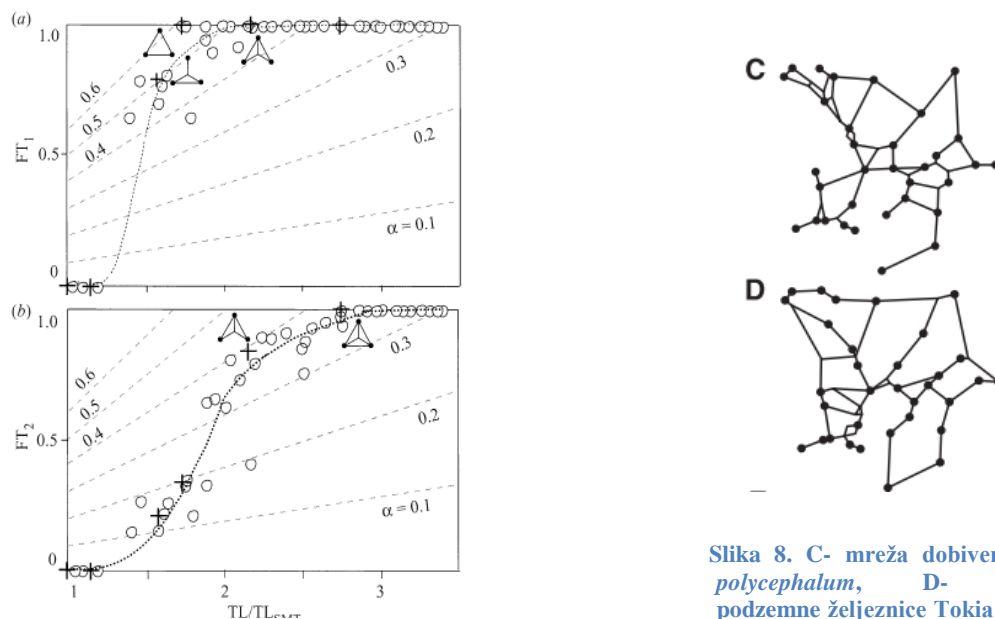 (a)
1.0
0.6
0.5
0.4
0.3
0.2
0.5
FT1
α = 0.1
0
(b)
1.0
0.6
0.5
0.4
0.3
0.2
0.5
FT2
α = 0.1
0
1
2
3
TL/TLSMT
C
D
Slika 8. C- mreža dobiven
polycephalum, D-
podzemne željeznice Tokia